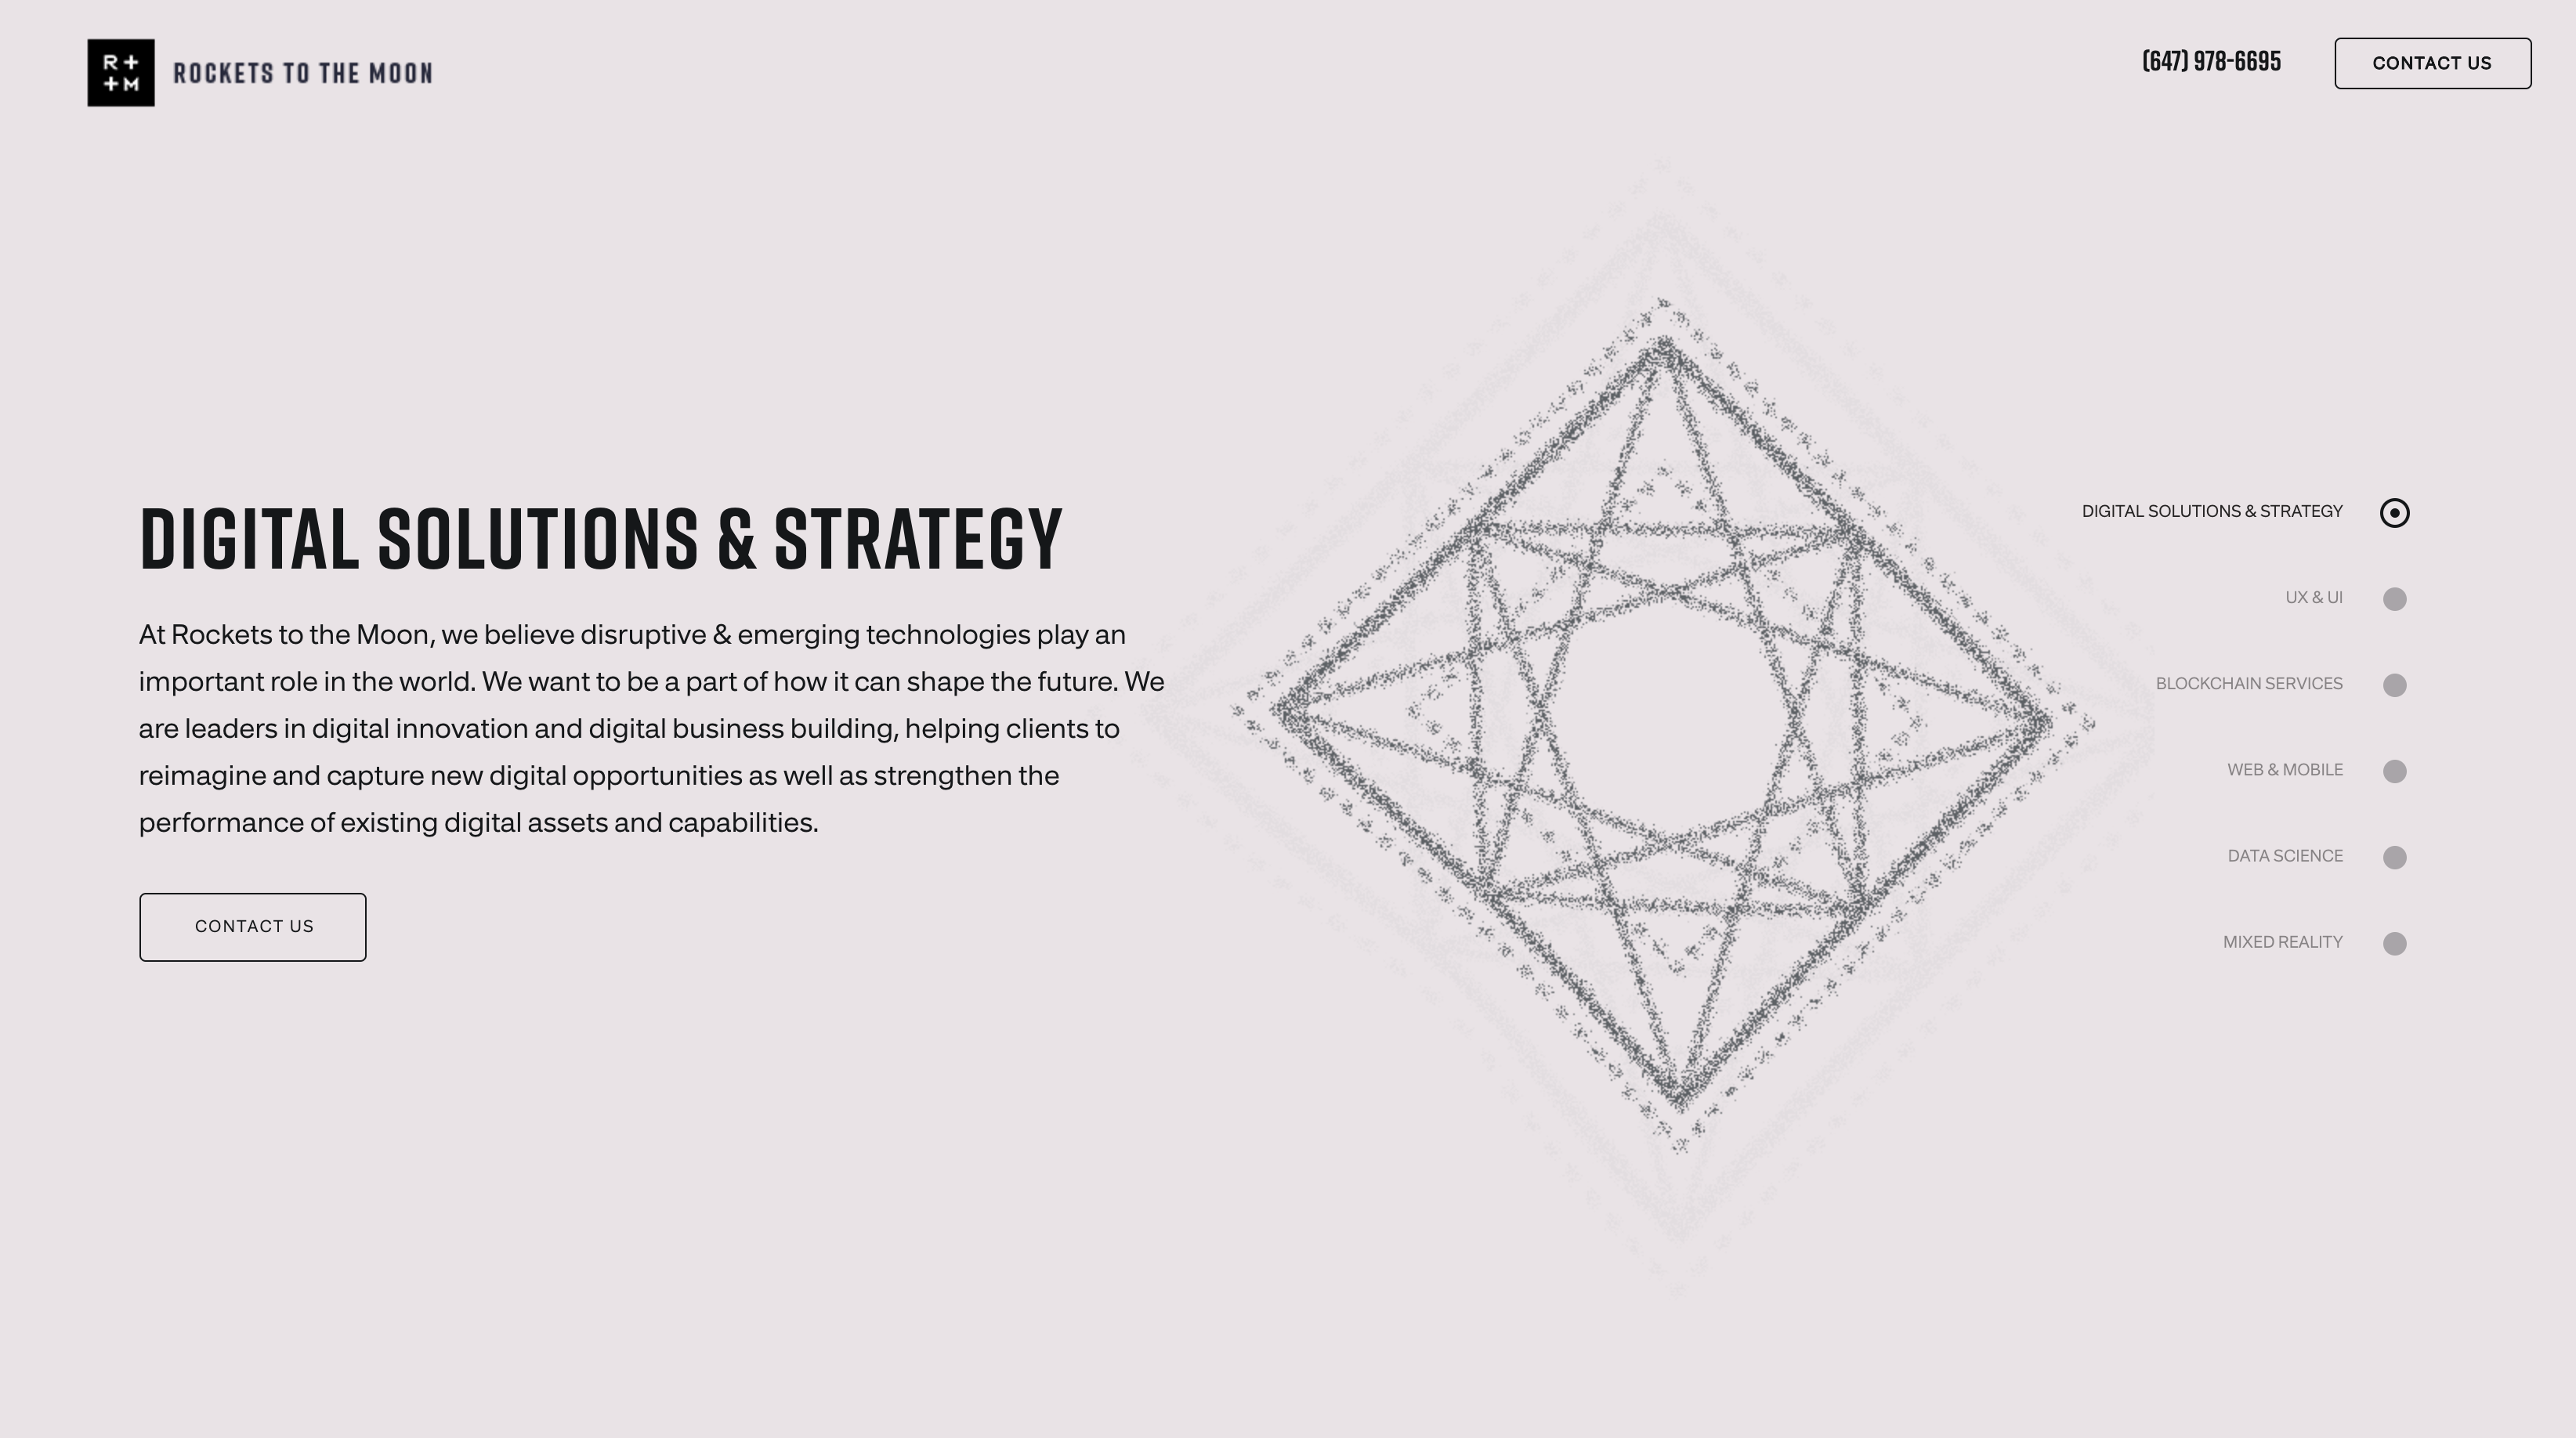 R+
+M
ROCKETS TO THE MOON
(647) 978-6695
CONTACT US
DIGITAL SOLUTIONS & STRATEGY
At Rockets to the Moon, we believe disruptive & emerging technologies play an
important role in the world. We want to be a part of how it can shape the future. We
are leaders in digital innovation and digital business building, helping clients to
reimagine and capture new digital opportunities as well as strengthen the
performance of existing digital assets and capabilities.
CONTACT US
DIGITAL SOLUTIONS & STRATEGY
UX & UI
BLOCKCHAIN SERVICES
WEB & MOBILE
DATA SCIENCE
MIXED REALITY